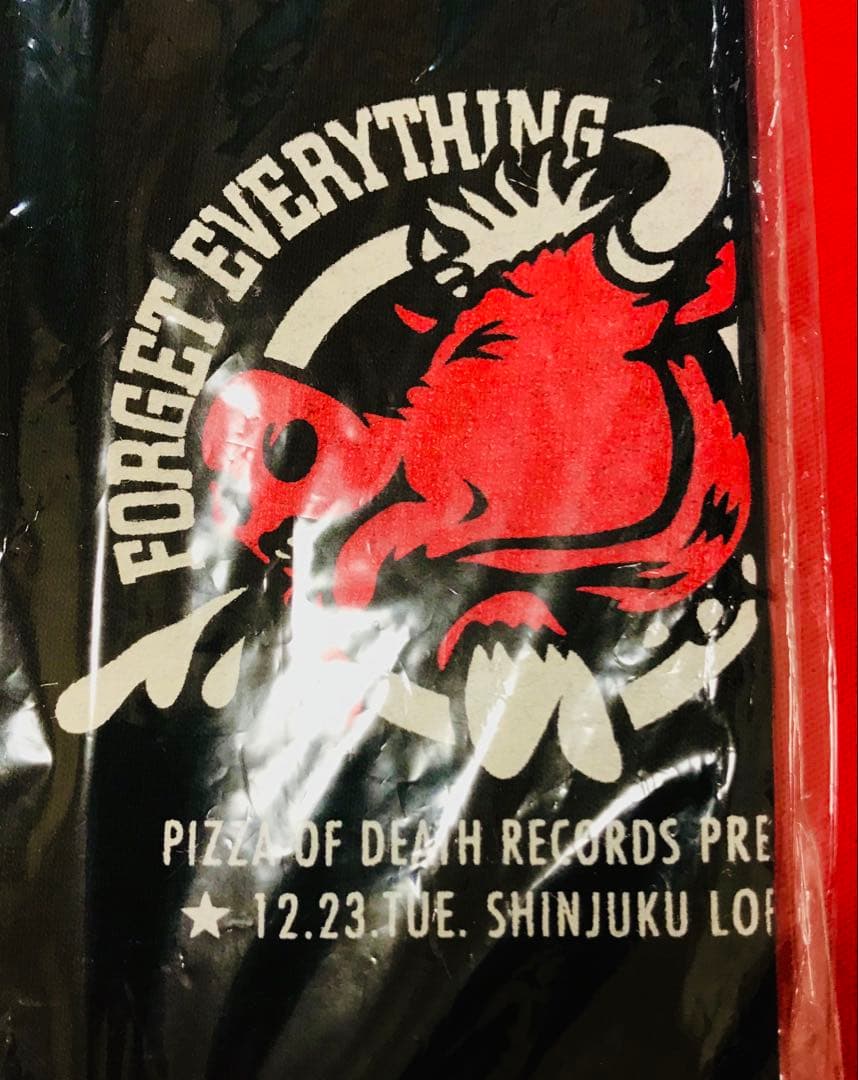 FORGET EVERYTHING
PIZZA OF DEATH RECORDS PRE
★ 12.23.TUE. SHINJUKU LOF